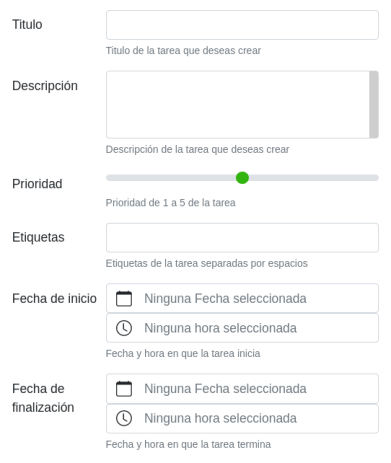 Titulo
Titulo de la tarea que deseas crear
Descripción
Descripción de la tarea que deseas crear
Prioridad
Prioridad de 1 a 5 de la tarea
Etiquetas
Etiquetas de la tarea separadas por espacios
Fecha de inicio
Ninguna Fecha seleccionada
Ninguna hora seleccionada
Fecha y hora en que la tarea inicia
Fecha de
finalización
Ninguna Fecha seleccionada
Ninguna hora seleccionada
Fecha y hora en que la tarea termina